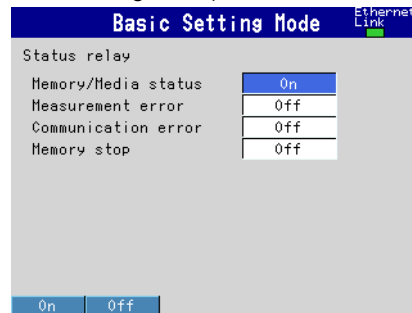 Basic Setting Mode
Ethernet
Link
Status relay
Memory/Media status On
Measurement error Off
Communication error Off
Memory stop Off
On Off